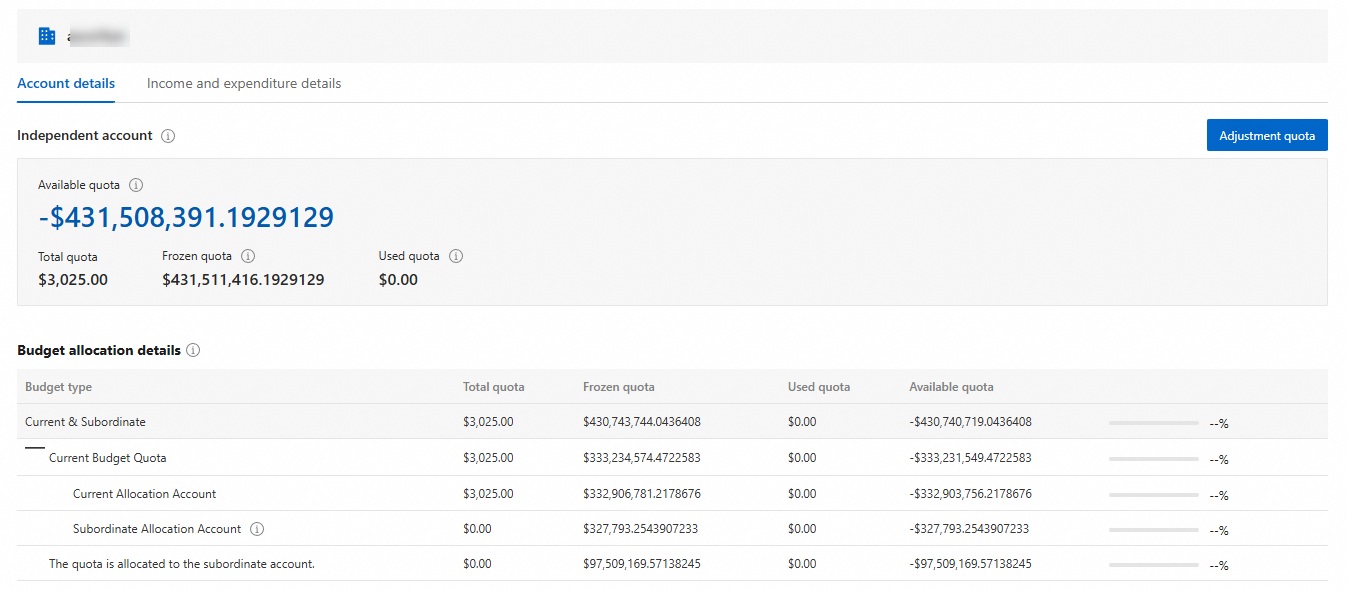 Account details Income and expenditure details
Independent account
Adjustment quota
Available quota
-$431,508,391.1929129
Total quota Frozen quota Used quota
$3,025.00 $431,511,416.1929129 $0.00
Budget allocation details
Budget type Total quota Frozen quota Used quota Available quota
Current & Subordinate $3,025.00 $430,743,744.0436408 $0.00 -$430,740,719.0436408 --%
Current Budget Quota $3,025.00 $333,234,574.4722583 $0.00 -$333,231,549.4722583 --%
Current Allocation Account $3,025.00 $332,906,781.2178676 $0.00 -$332,903,756.2178676 --%
Subordinate Allocation Account $0.00 $327,793.2543907233 $0.00 -$327,793.2543907233 --%
The quota is allocated to the subordinate account. $0.00 $97,509,169.57138245 $0.00 -$97,509,169.57138245 --%